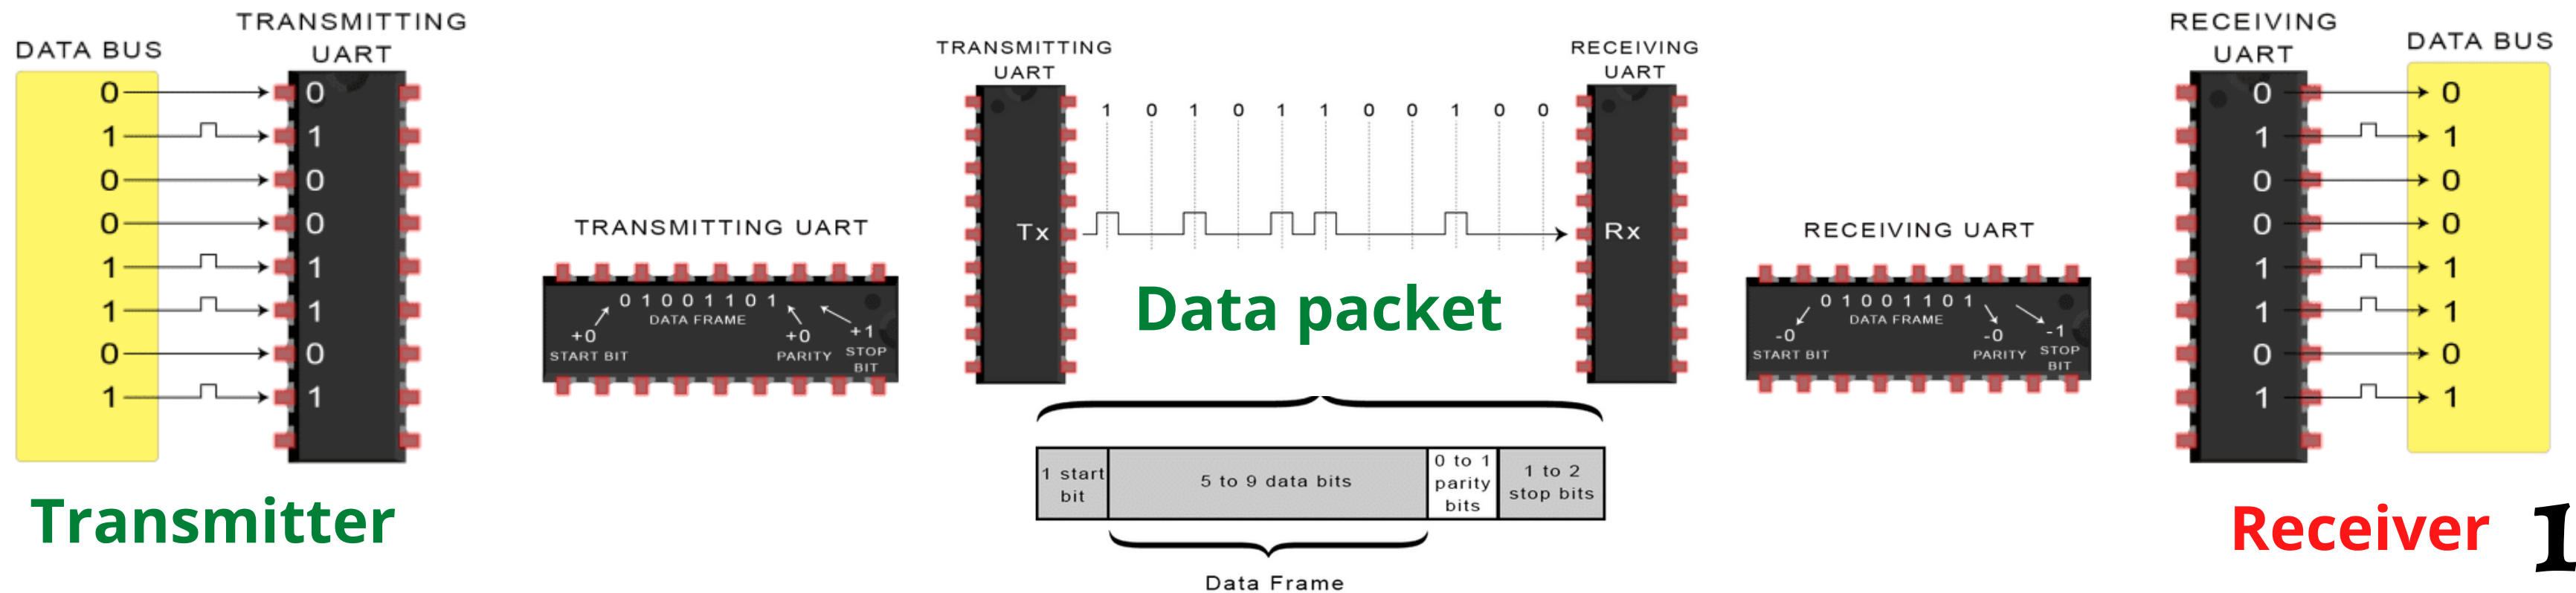 DATA BUS
0
1
0
0
1
1
0
1
TRANSMITTING
UART
0
1
0
0
1
1
0
1
Transmitter
TRANSMITTING UART
0 1 0 0 1 1 0 1
DATA FRAME
+0
START BIT
+0
PARITY
+1
STOP
BIT
TRANSMITTING
UART
Tx
1 0 1 0 1 1 0 0 1 0 0
RECEIVING
UART
Rx
Data packet
1 start
bit
5 to 9 data bits
0 to 1
parity
bits
1 to 2
stop bits
Data Frame
RECEIVING UART
0 1 0 0 1 1 0 1
DATA FRAME
-0
START BIT
-0
PARITY
-1
STOP
BIT
RECEIVING
UART
0
1
0
0
1
1
0
1
DATA BUS
0
1
0
0
1
1
0
1
Receiver
1